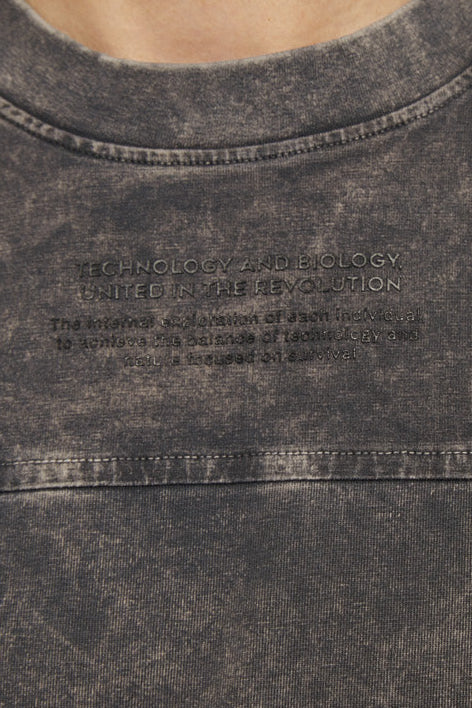 TECHNOLOGY AND BIOLOGY,
UNITED IN THE REVOLUTION
The internal exploration of each individual
to achieve the balance of technology and
nature focused on survival